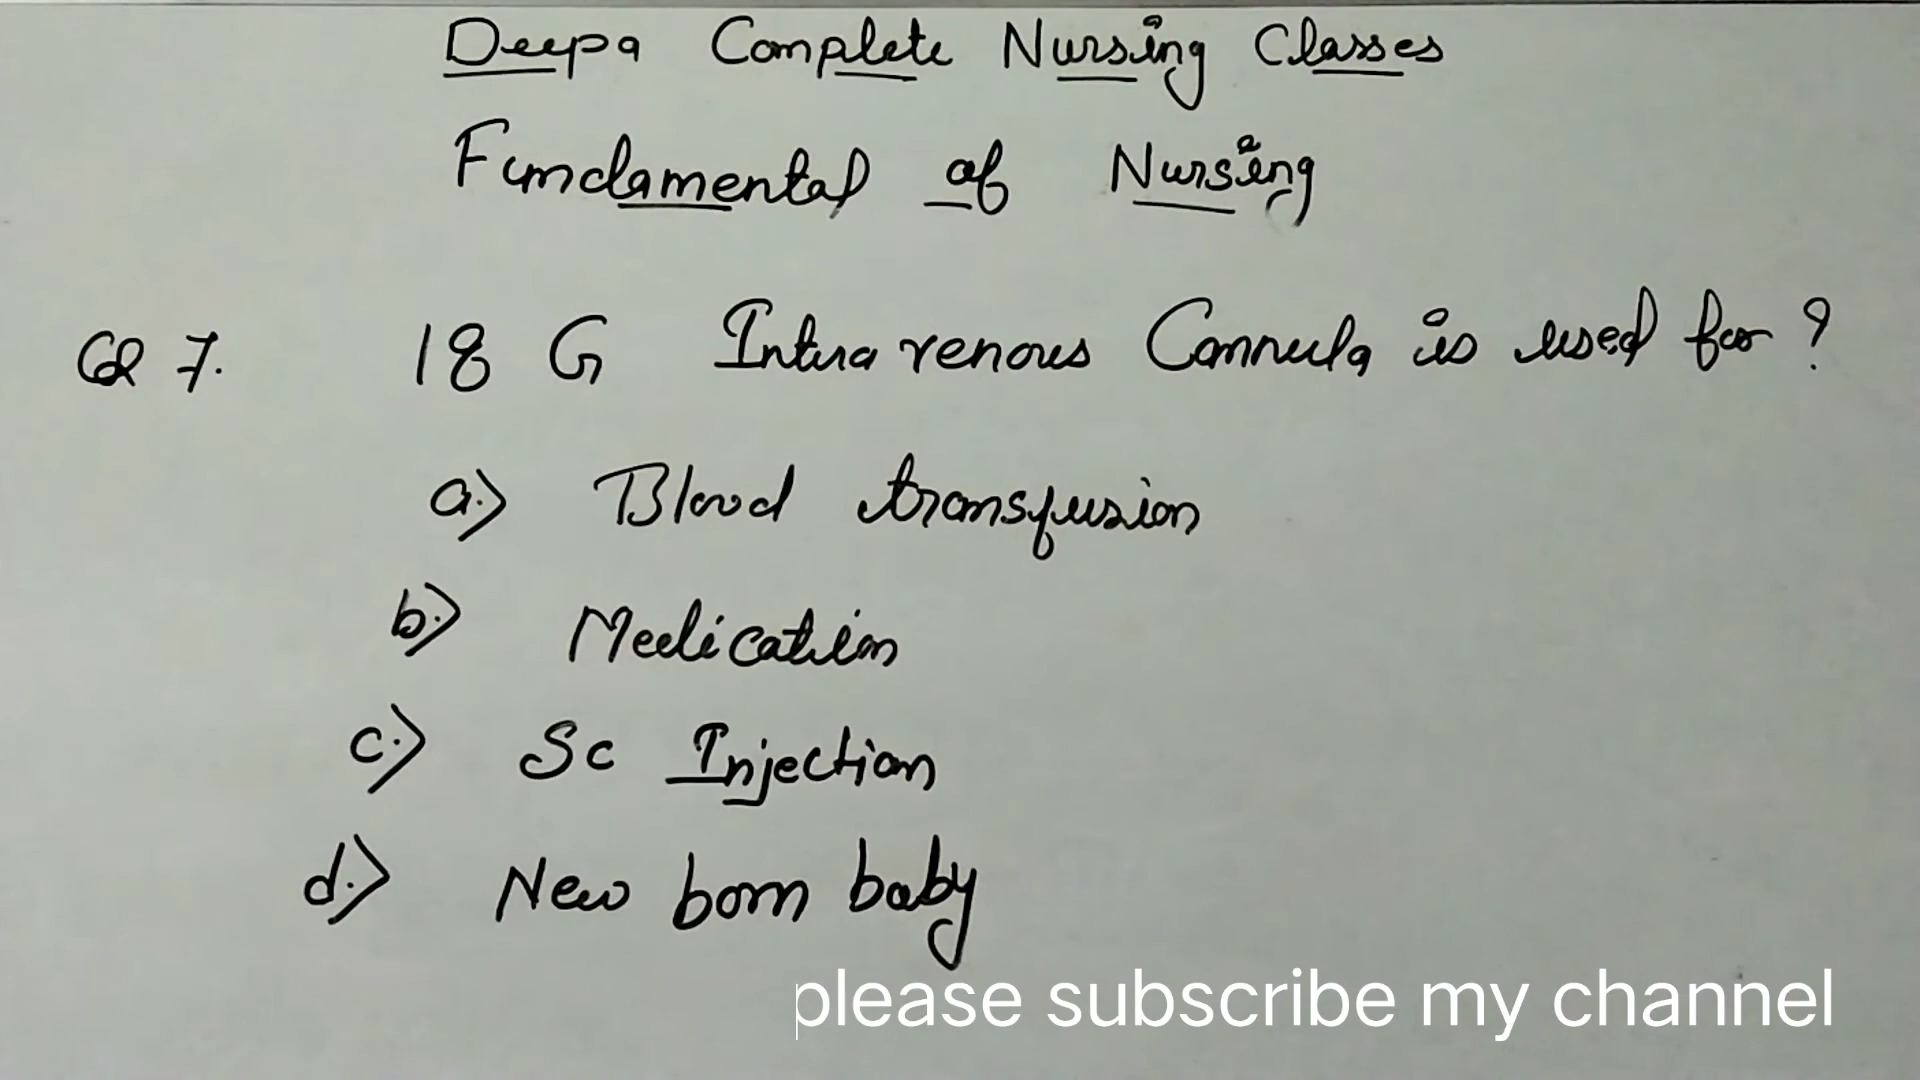 Deepa Complete Nursing Classes
Fundamental of Nursing
Q 7. 18 G Intravenous Cannula is used for ?
a.) Blood transfusion
b.) Medication
c.) Sc Injection
d.) New born baby
please subscribe my channel